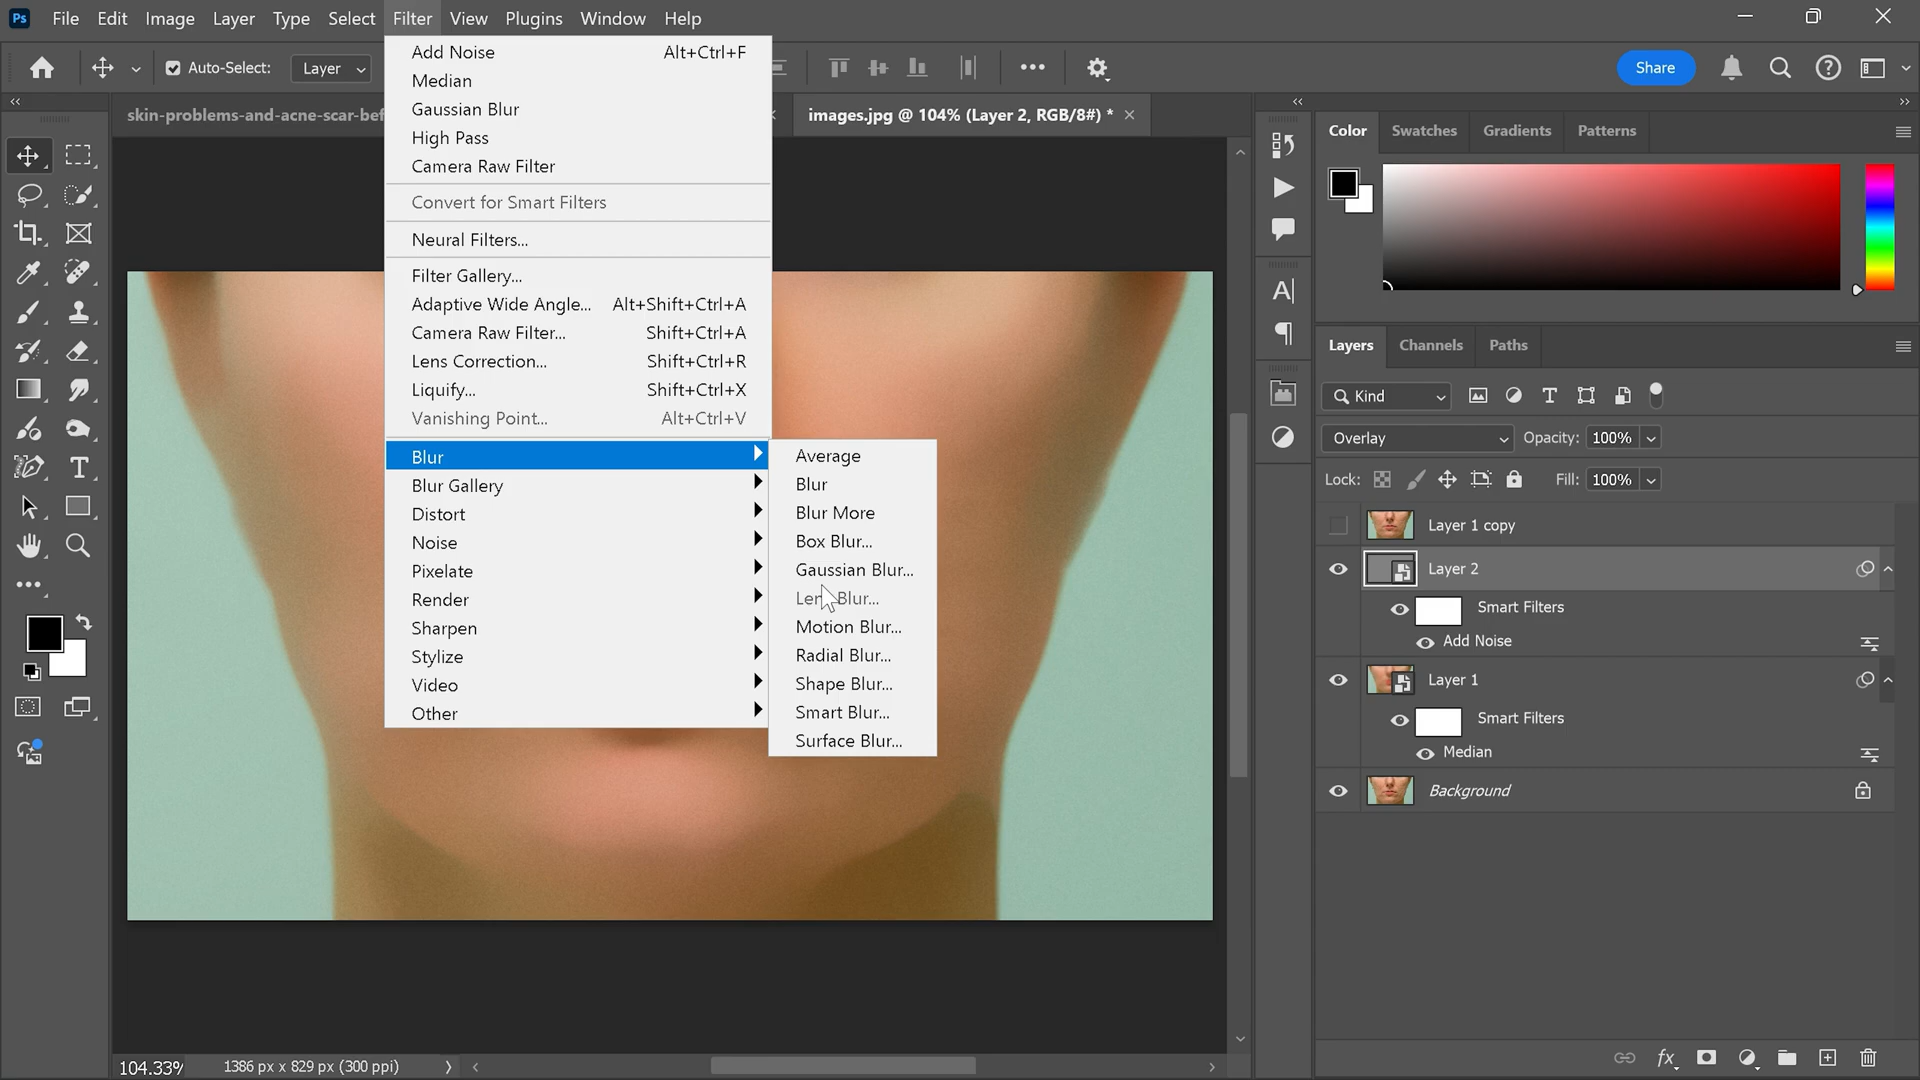 Ps File Edit Image Layer Type Select Filter View Plugins Window Help
Auto-Select: Layer
Share
skin-problems-and-acne-scar-bef
images.jpg @ 104% (Layer 2, RGB/8#) *
Add Noise Alt+Ctrl+F
Median
Gaussian Blur
High Pass
Camera Raw Filter
Convert for Smart Filters
Neural Filters...
Filter Gallery...
Adaptive Wide Angle... Alt+Shift+Ctrl+A
Camera Raw Filter... Shift+Ctrl+A
Lens Correction... Shift+Ctrl+R
Liquify... Shift+Ctrl+X
Vanishing Point... Alt+Ctrl+V
Blur
Blur Gallery
Distort
Noise
Pixelate
Render
Sharpen
Stylize
Video
Other
Average
Blur
Blur More
Box Blur...
Gaussian Blur...
Blur...
Motion Blur...
Radial Blur...
Shape Blur...
Smart Blur...
Surface Blur...
Color Swatches Gradients Patterns
Layers Channels Paths
Kind
Overlay Opacity: 100%
Lock: Fill: 100%
Layer 1 copy
Layer 2
Smart Filters
Add Noise
Layer 1
Smart Filters
Median
Background
fx
104.33% 1386 px x 829 px (300 ppi)